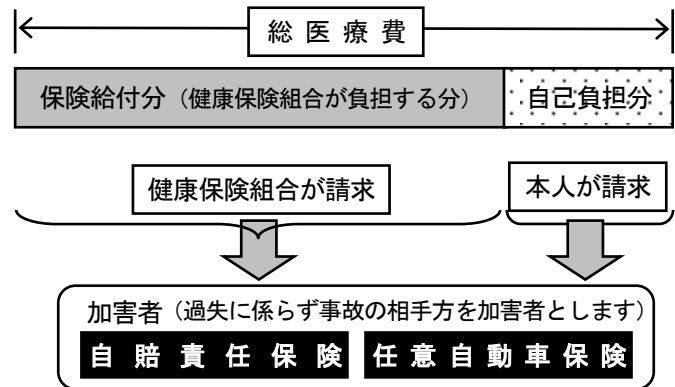 総医療費
保険給付分（健康保険組合が負担する分） 自己負担分
健康保険組合が請求 本人が請求
加害者（過失に係らず事故の相手方を加害者とします）
自賠責任保険 任意自動車保険